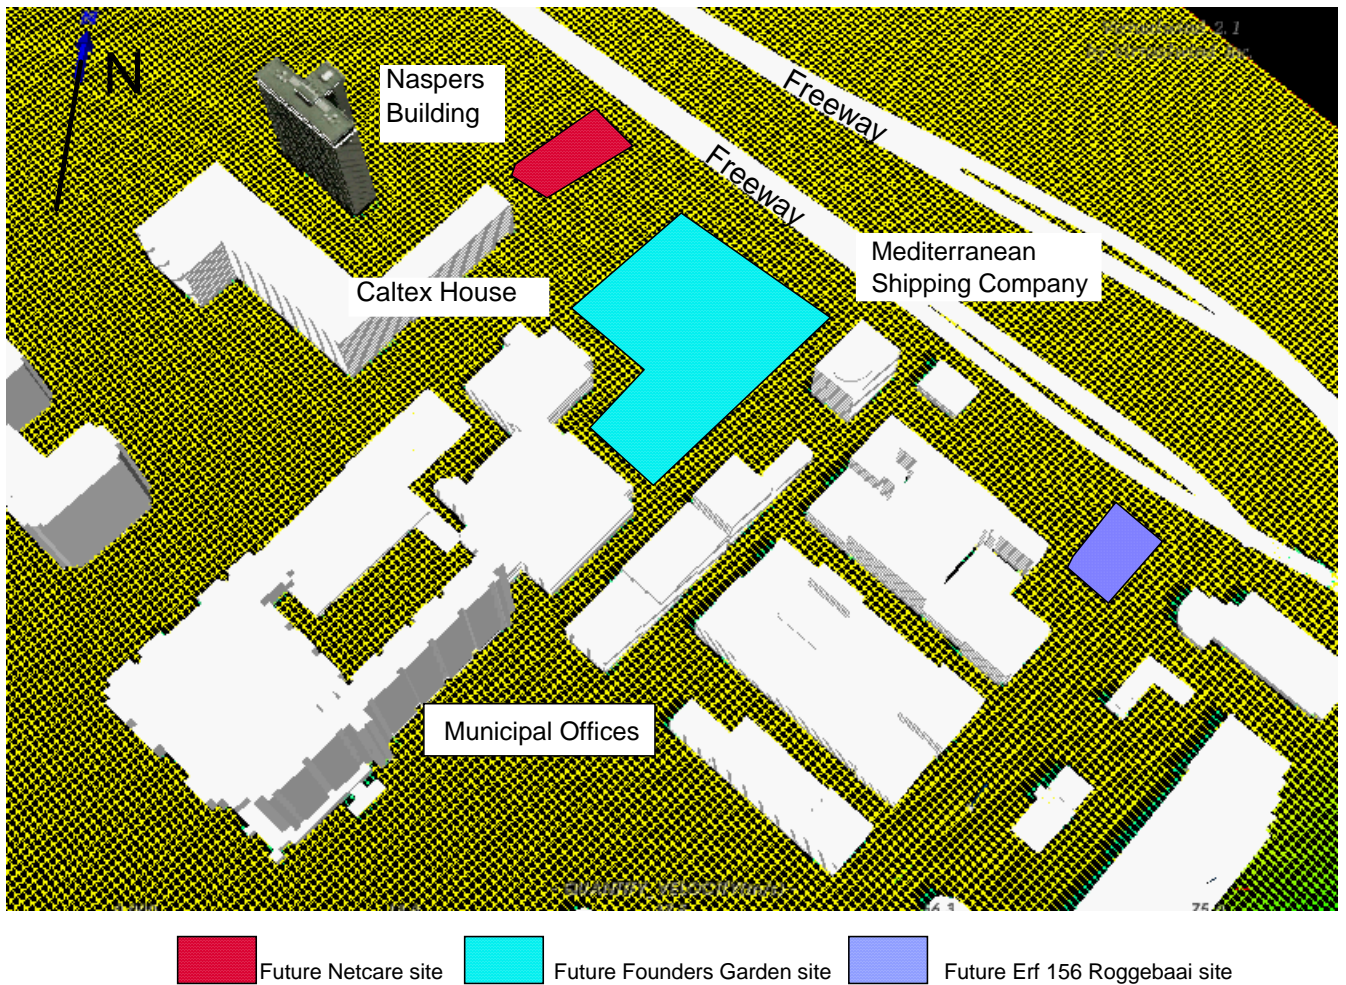 N
Naspers
Building
Freeway
Freeway
Mediterranean
Shipping Company
Caltex House
Municipal Offices
Future Netcare site
Future Founders Garden site
Future Erf 156 Roggebaai site